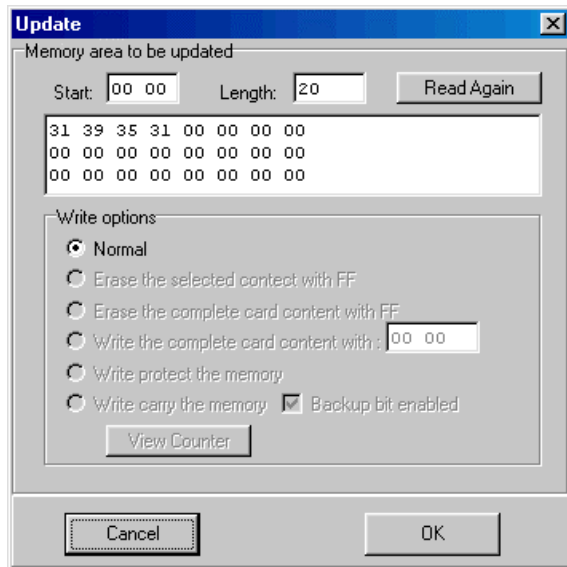 Update
Memory area to be updated
Start: 00 00 Length: 20 Read Again
31 39 35 31 00 00 00 00
00 00 00 00 00 00 00 00
00 00 00 00 00 00 00 00
Write options
Normal
Erase the selected contect with FF
Erase the complete card content with FF
Write the complete card content with : 00 00
Write protect the memory
Write carry the memory Backup bit enabled
View Counter
Cancel OK